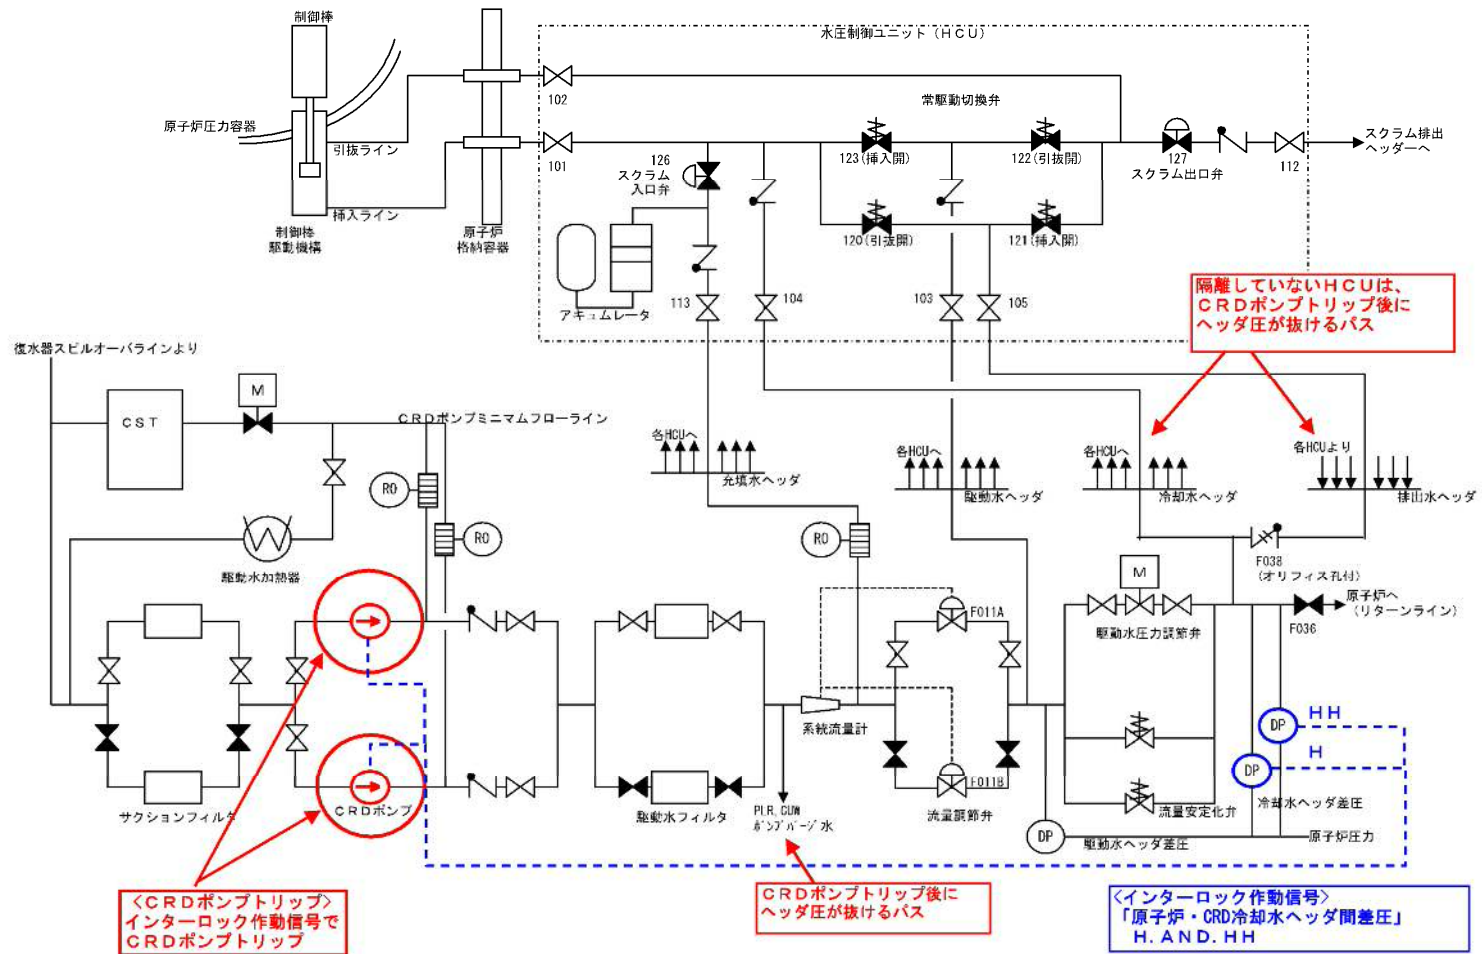 制御棒
水圧制御ユニット(HCU)
102
常駆動切換弁
原子炉圧力容器
引抜ライン
101
126
スクラム
入口弁
123(挿入開)
122(引抜開)
127
スクラム出口弁
112
スクラム排出
ヘッダーへ
挿入ライン
制御棒
駆動機構
原子炉
格納容器
120(引抜開)
121(挿入開)
アキュムレータ
113
104
103
105
隔離していないHCUは、
CRDポンプトリップ後に
ヘッダ圧が抜けるパス
復水器スピルオーバラインより
M
CST
CRDポンプミニマムフローライン
各HCUへ
充填水ヘッダ
各HCUへ
駆動水ヘッダ
各HCUへ
冷却水ヘッダ
各HCUより
排出水ヘッダ
RO
RO
RO
駆動水加熱器
F038
(オリフィス孔付)
M
駆動水圧力調節弁
原子炉へ
(リターンライン)
F036
F011A
系統流量計
F011B
流量調節弁
サクションフィルタ
CRDポンプ
駆動水フィルタ
PLR, CUW
ポンプパージ水
流量安定化弁
DP
HH
DP
H
冷却水ヘッダ差圧
DP
駆動水ヘッダ差圧
原子炉圧力
<CRDポンプトリップ>
インターロック作動信号で
CRDポンプトリップ
CRDポンプトリップ後に
ヘッダ圧が抜けるパス
<インターロック作動信号>
「原子炉・CRD冷却水ヘッダ間差圧」
H. AND. HH